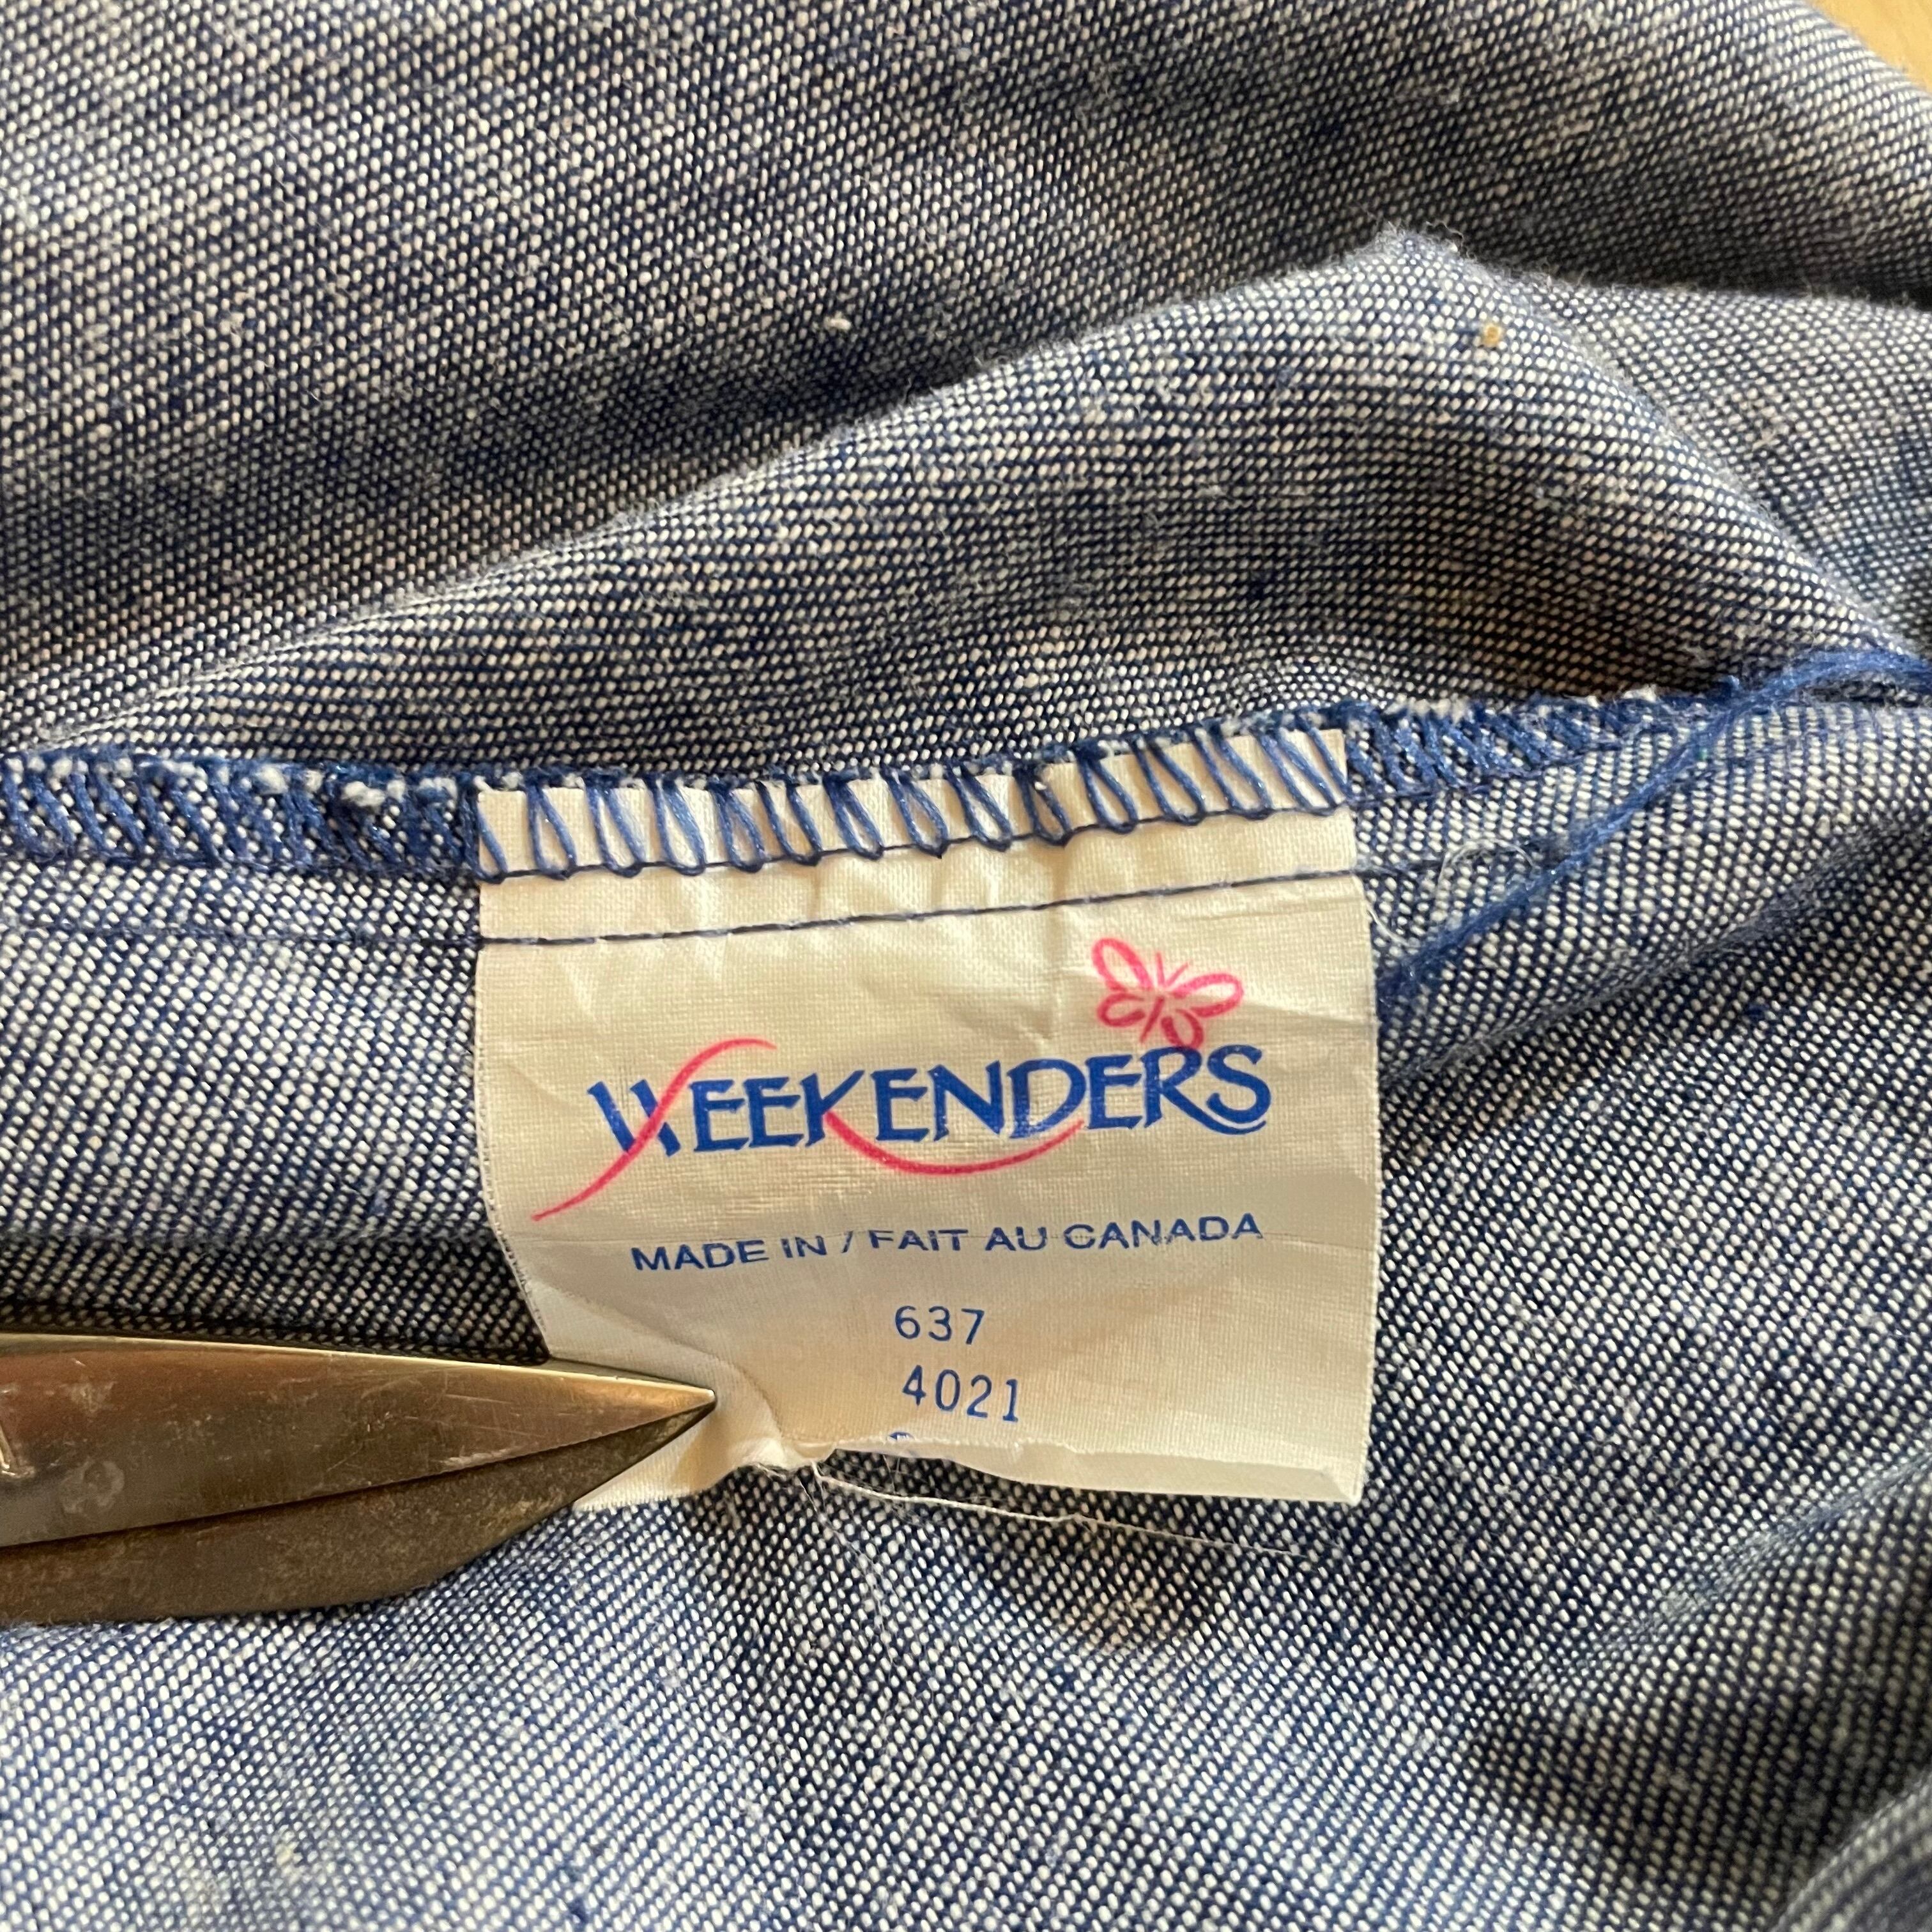 WEEKENDERS
MADE IN / FAIT AU CANADA
637
4021